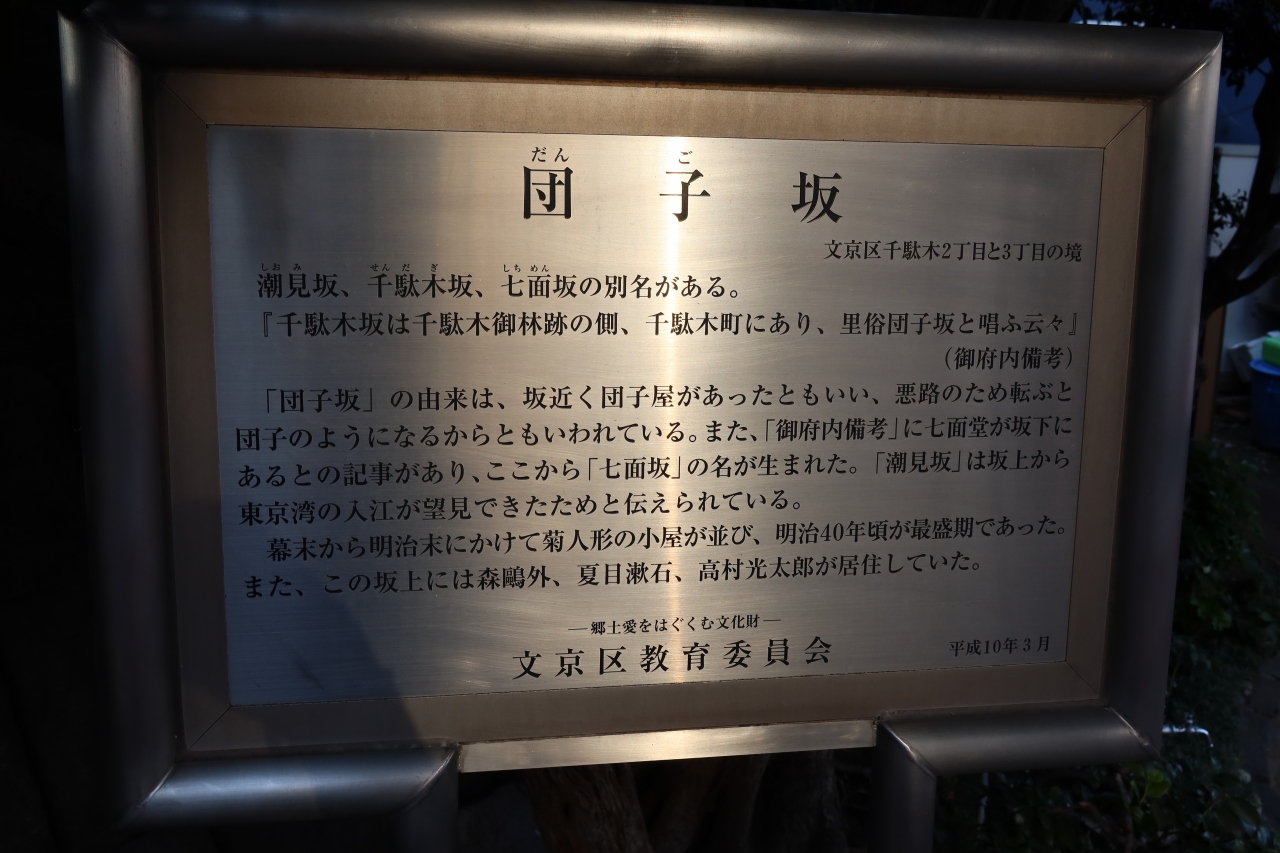 だん ご
団子坂
文京区千駄木2丁目と3丁目の境
しおみ せんだぎ しちめん
潮見坂、千駄木坂、七面坂の別名がある。
『千駄木坂は千駄木御林跡の側、千駄木町にあり、里俗団子坂と唱ふ云々』
(御府内備考)
「団子坂」の由来は、坂近く団子屋があったともいい、悪路のため転ぶと
団子のようになるからともいわれている。また、「御府内備考」に七面堂が坂下に
あるとの記事があり、ここから「七面坂」の名が生まれた。「潮見坂」は坂上から
東京湾の入江が望見できたためと伝えられている。
幕末から明治末にかけて菊人形の小屋が並び、明治40年頃が最盛期であった。
また、この坂上には森鷗外、夏目漱石、高村光太郎が居住していた。
―郷土愛をはぐくむ文化財―
文京区教育委員会
平成10年3月